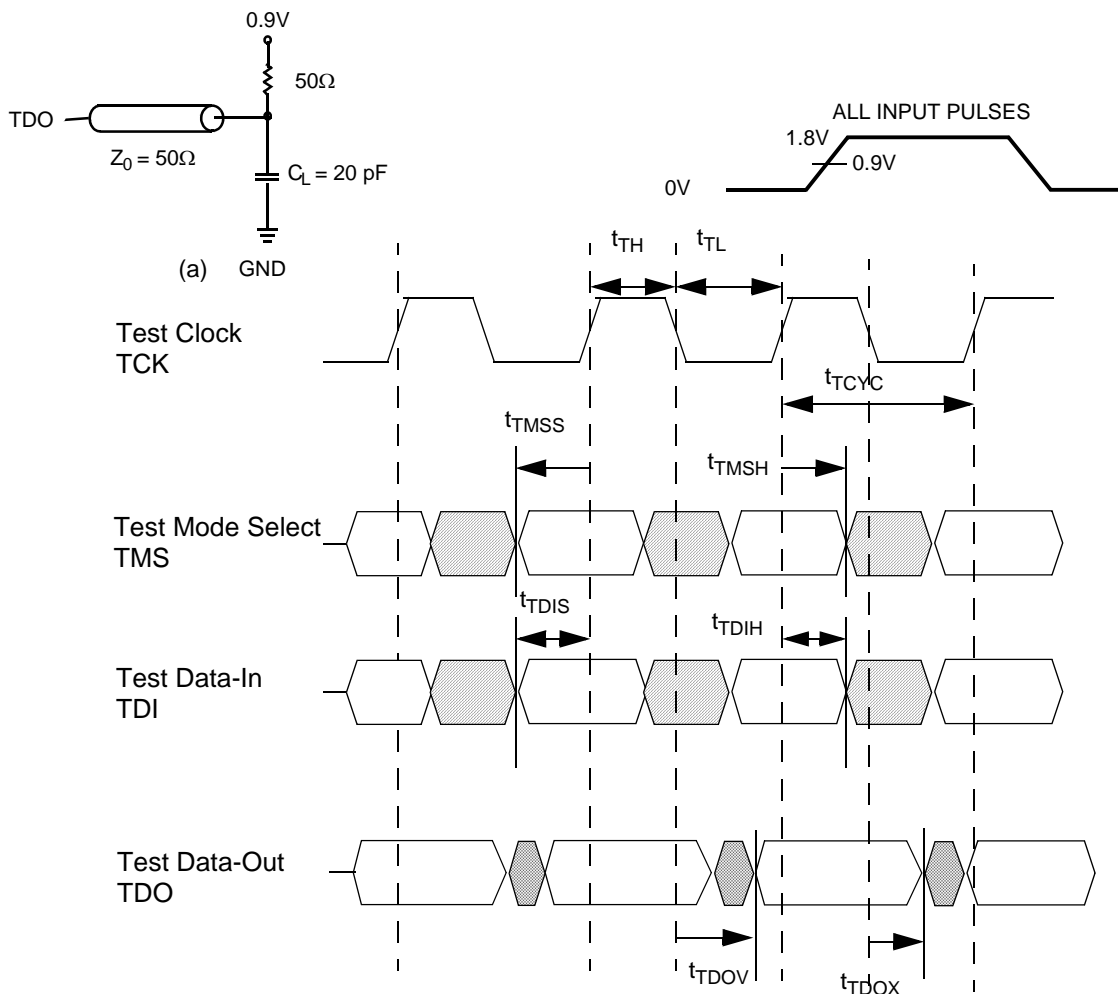 0.9V
50Ω
TDO
Z0 = 50Ω
CL = 20 pF
(a) GND
ALL INPUT PULSES
1.8V
0.9V
0V
tTH
tTL
Test Clock
TCK
tTCYC
tTMSS
tTMSH
Test Mode Select
TMS
tTDIS
tTDIH
Test Data-In
TDI
Test Data-Out
TDO
tTDOV
tTDOX